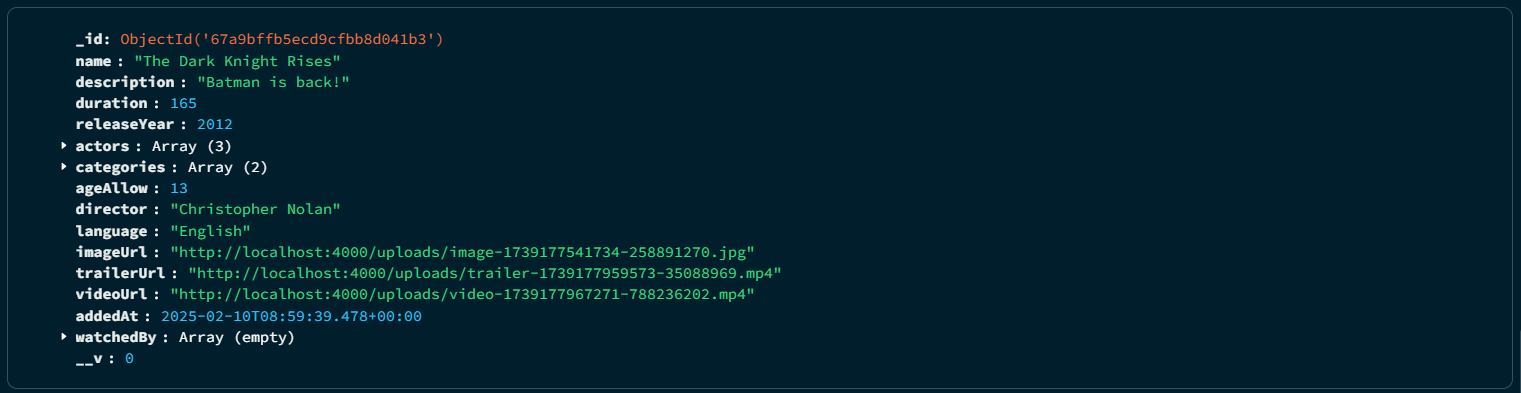 _id: ObjectId('67a9bffb5ecd9cfbb8d041b3')
name : "The Dark Knight Rises"
description : "Batman is back!"
duration : 165
releaseYear : 2012
actors : Array (3)
categories : Array (2)
ageAllow : 13
director : "Christopher Nolan"
language : "English"
imageUrl : "http://localhost:4000/uploads/image-1739177541734-258891270.jpg"
trailerUrl : "http://localhost:4000/uploads/trailer-1739177959573-35088969.mp4"
videoUrl : "http://localhost:4000/uploads/video-1739177967271-788236202.mp4"
addedAt : 2025-02-10T08:59:39.478+00:00
watchedBy : Array (empty)
__v : 0